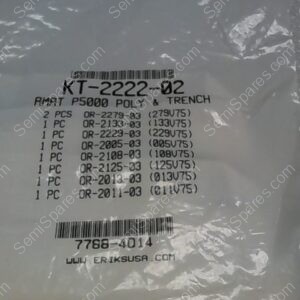 KT-2222-02
AMAT P5000 POLY & TRENCH
2 PCS OR-2279-03 (279V75)
1 PC OR-2133-03 (133V75)
1 PC OR-2229-03 (229V75)
1 PC OR-2005-03 (005V75)
1 PC OR-2108-03 (108V75)
1 PC OR-2125-03 (125V75)
1 PC OR-2013-03 (013V75)
1 PC OR-2011-03 (011V75)
7768-4014
WWW.ERIKSUSA.COM
SemiSpares.com